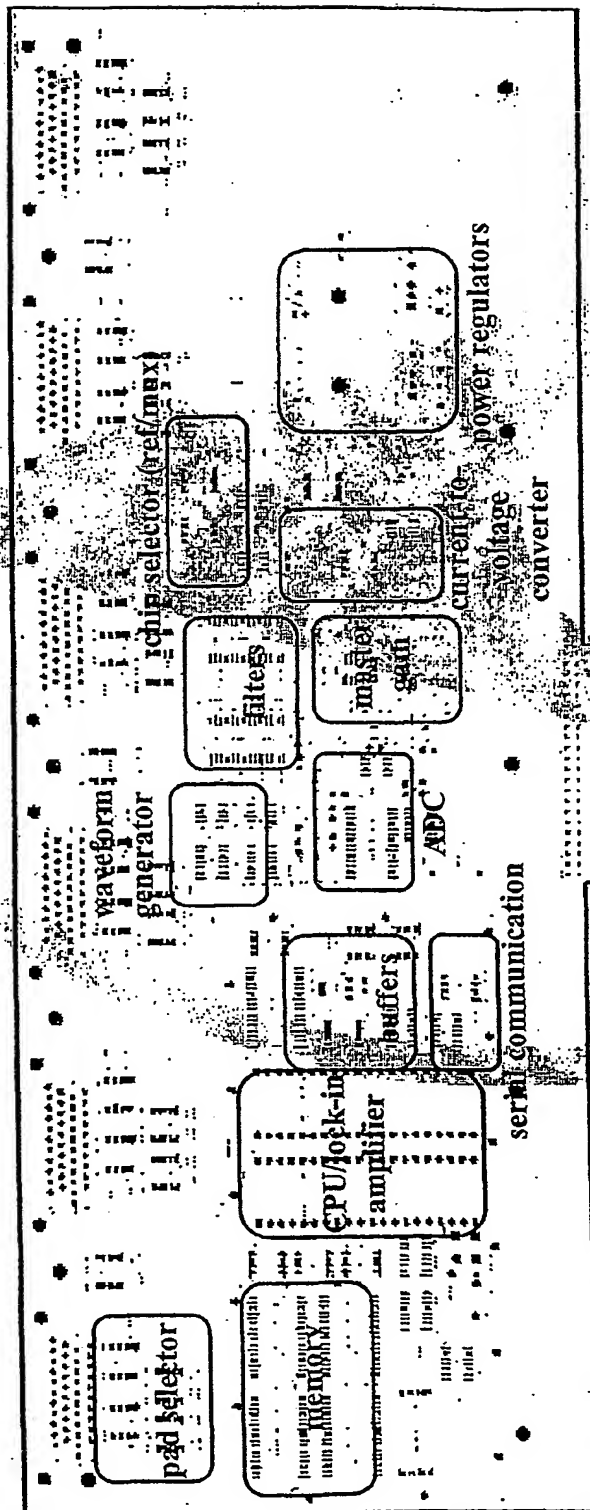 pad selector
memory
CPU/lock-in
amplifier
buffers
serial communication
waveform
generator
ADC
filters
master
gain
chip selector (ref/mux)
current-to-
voltage
converter
power regulators